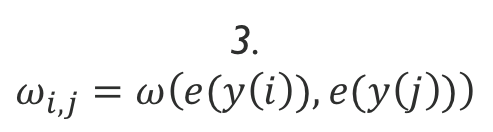 3.
ω_{i,j} = ω(e(y(i)), e(y(j)))